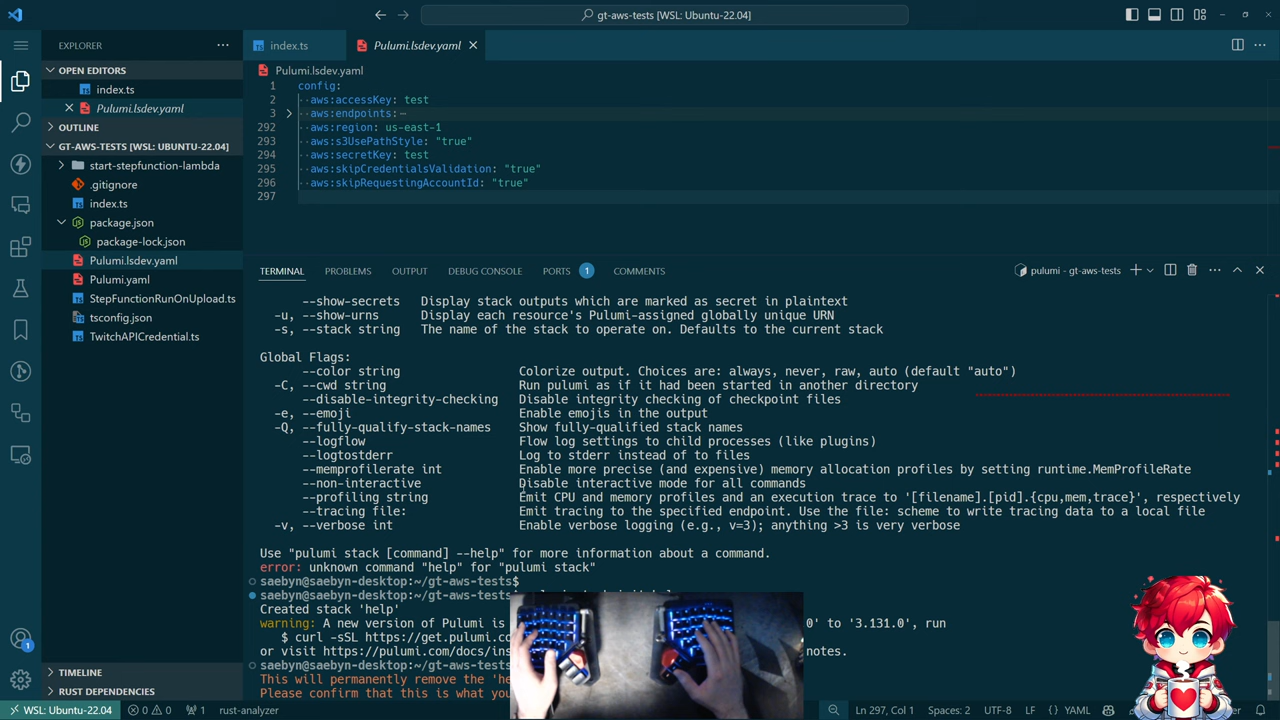 gt-aws-tests [WSL: Ubuntu-22.04]
EXPLORER
OPEN EDITORS
index.ts
Pulumi.lsdev.yaml
OUTLINE
GT-AWS-TESTS [WSL: UBUNTU-22.04]
start-stepfunction-lambda
.gitignore
index.ts
package.json
package-lock.json
Pulumi.lsdev.yaml
Pulumi.yaml
StepFunctionRunOnUpload.ts
tsconfig.json
TwitchAPICredential.ts
TIMELINE
RUST DEPENDENCIES
index.ts
Pulumi.lsdev.yaml
Pulumi.lsdev.yaml
1 config:
2 aws:accessKey: test
3 aws:endpoints:
292 aws:region: us-east-1
293 aws:s3UsePathStyle: "true"
294 aws:secretKey: test
295 aws:skipCredentialsValidation: "true"
296 aws:skipRequestingAccountId: "true"
297
TERMINAL PROBLEMS OUTPUT DEBUG CONSOLE PORTS 1 COMMENTS
pulumi - gt-aws-tests
--show-secrets Display stack outputs which are marked as secret in plaintext
-u, --show-urns Display each resource's Pulumi-assigned globally unique URN
-s, --stack string The name of the stack to operate on. Defaults to the current stack
Global Flags:
--color string Colorize output. Choices are: always, never, raw, auto (default "auto")
-C, --cwd string Run pulumi as if it had been started in another directory
--disable-integrity-checking Disable integrity checking of checkpoint files
-e, --emoji Enable emojis in the output
-Q, --fully-qualify-stack-names Show fully-qualified stack names
--logflow Flow log settings to child processes (like plugins)
--logtostderr Log to stderr instead of to files
--memprofilerate int Enable more precise (and expensive) memory allocation profiles by setting runtime.MemProfileRate
--non-interactive Disable interactive mode for all commands
--profiling string Emit CPU and memory profiles and an execution trace to '[filename].[pid].{cpu,mem,trace}', respectively
--tracing file: Emit tracing to the specified endpoint. Use the file: scheme to write tracing data to a local file
-v, --verbose int Enable verbose logging (e.g., v=3); anything >3 is very verbose
Use "pulumi stack [command] --help" for more information about a command.
error: unknown command "help" for "pulumi stack"
saebyn@saebyn-desktop:~/gt-aws-tests$
saebyn@saebyn-desktop:~/gt-aws-tests
Created stack 'help'
warning: A new version of Pulumi is 0' to '3.131.0', run
$ curl -sSL https://get.pulumi.co
or visit https://pulumi.com/docs/ins notes.
saebyn@saebyn-desktop:~/gt-aws-tests
This will permanently remove the 'he
Please confirm that this is what you
WSL: Ubuntu-22.04
0 0
1
rust-analyzer
Ln 297, Col 1
Spaces: 2
UTF-8
LF
YAML
1